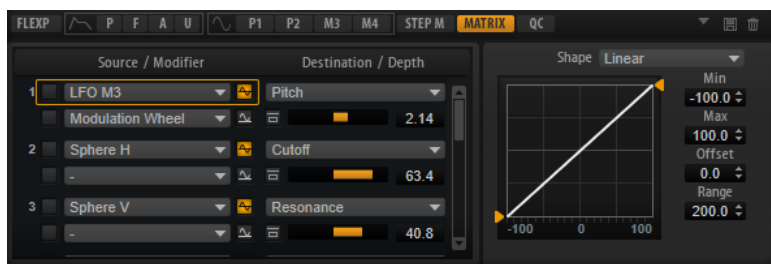 FLEXP P F A U P1 P2 M3 M4 STEP M MATRIX QC
Source / Modifier Destination / Depth
1 LFO M3 Pitch
Modulation Wheel 2.14
2 Sphere H Cutoff
- 63.4
3 Sphere V Resonance
- 40.8
Shape Linear
Min
-100.0
Max
100.0
Offset
0.0
Range
200.0
-100 0 100